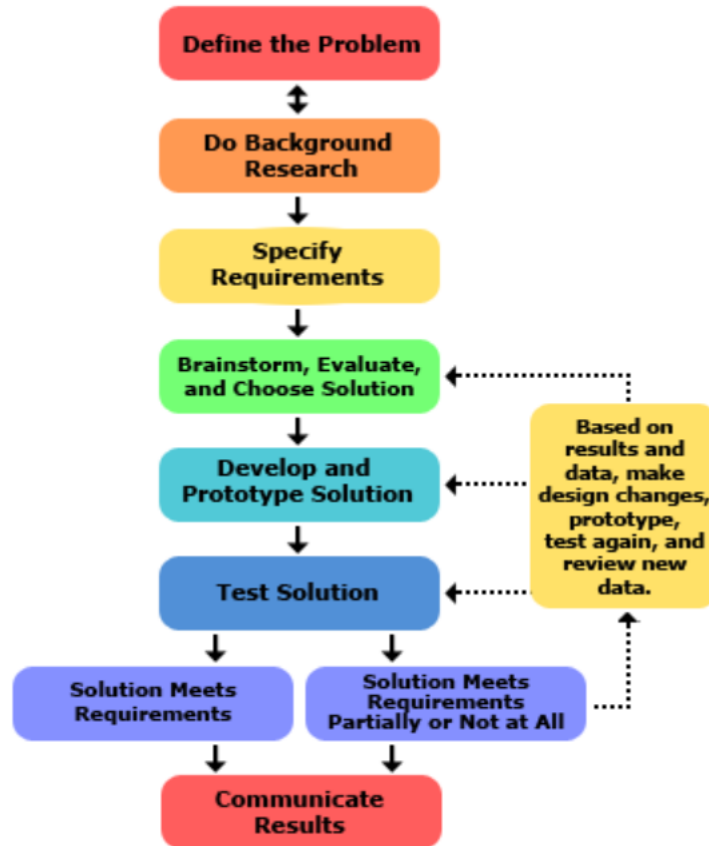 Define the Problem
Do Background
Research
Specify
Requirements
Brainstorm, Evaluate,
and Choose Solution
Develop and
Prototype Solution
Based on
results and
data, make
design changes,
prototype,
test again, and
review new
data.
Test Solution
Solution Meets
Requirements
Solution Meets
Requirements
Partially or Not at All
Communicate
Results